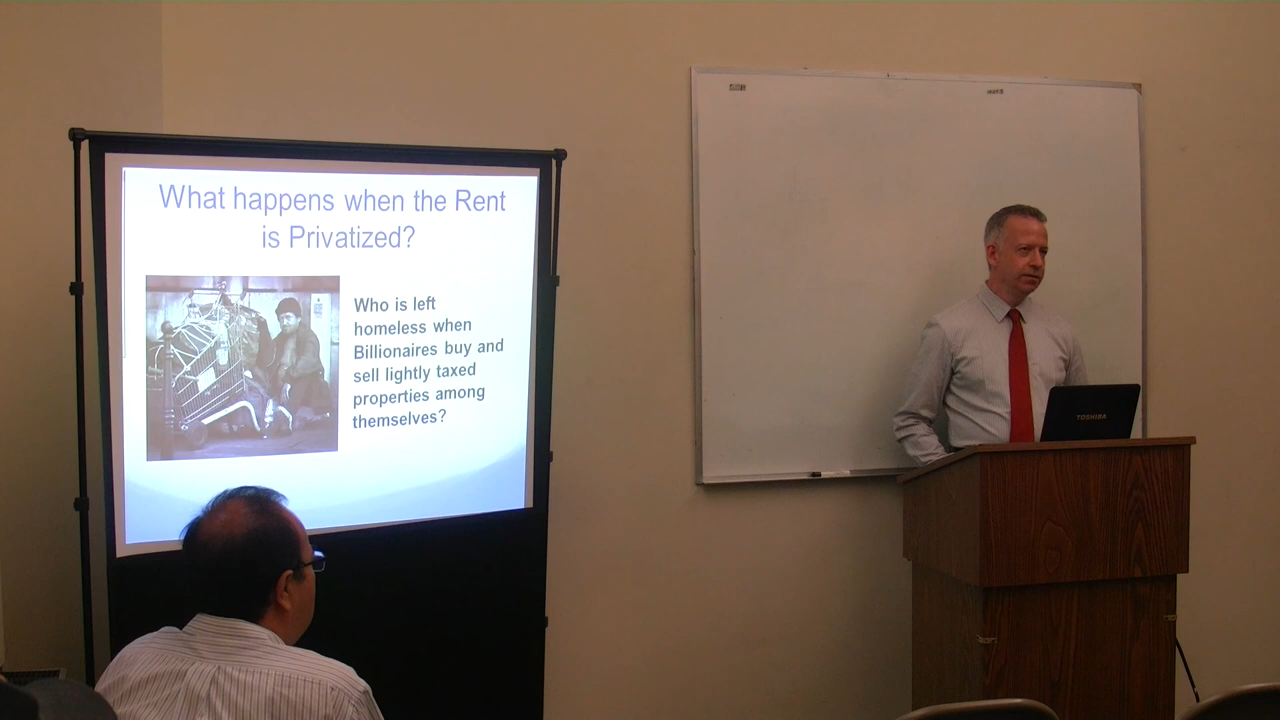 What happens when the Rent
is Privatized?
Who is left
homeless when
Billionaires buy and
sell lightly taxed
properties among
themselves?
TOSHIBA